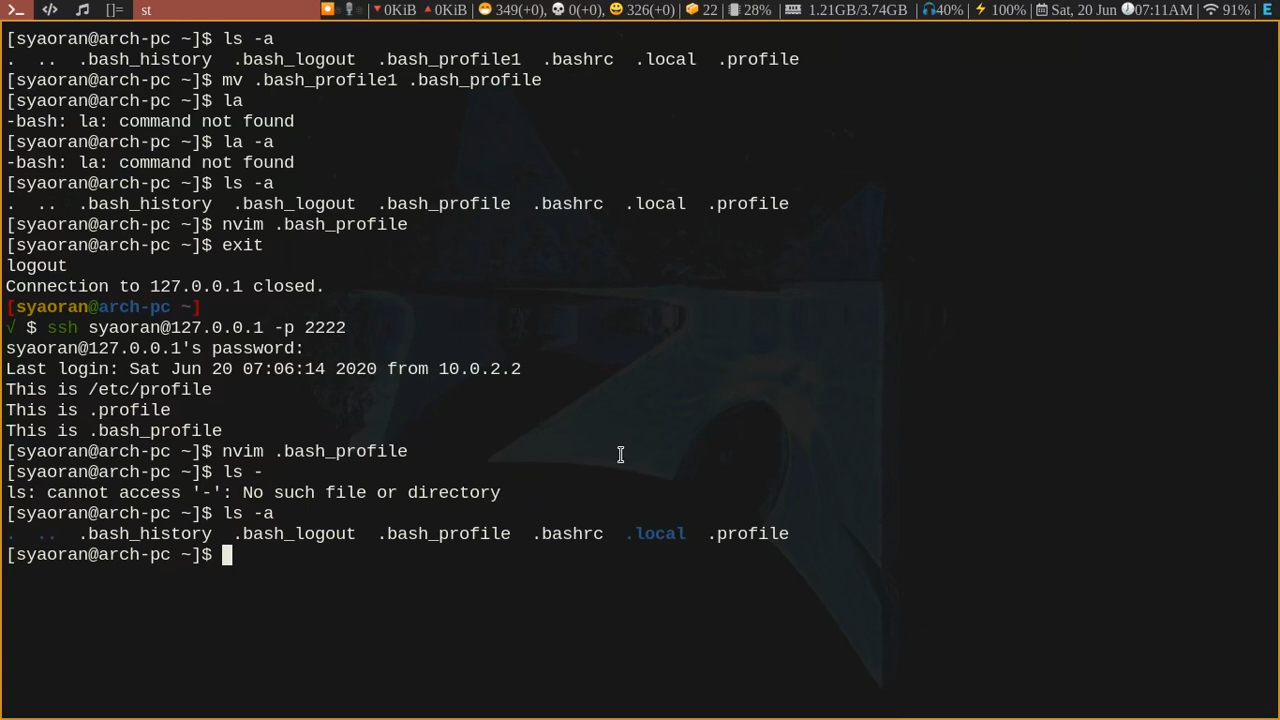 []= st 0KiB 0KiB 349(+0), 0(+0), 326(+0) 22 28% 1.21GB/3.74GB 40% 100% Sat, 20 Jun 07:11AM 91% E
[syaoran@arch-pc ~]$ ls -a
. .. .bash_history .bash_logout .bash_profile1 .bashrc .local .profile
[syaoran@arch-pc ~]$ mv .bash_profile1 .bash_profile
[syaoran@arch-pc ~]$ la
-bash: la: command not found
[syaoran@arch-pc ~]$ la -a
-bash: la: command not found
[syaoran@arch-pc ~]$ ls -a
. .. .bash_history .bash_logout .bash_profile .bashrc .local .profile
[syaoran@arch-pc ~]$ nvim .bash_profile
[syaoran@arch-pc ~]$ exit
logout
Connection to 127.0.0.1 closed.
[syaoran@arch-pc ~]
√ $ ssh syaoran@127.0.0.1 -p 2222
syaoran@127.0.0.1's password:
Last login: Sat Jun 20 07:06:14 2020 from 10.0.2.2
This is /etc/profile
This is .profile
This is .bash_profile
[syaoran@arch-pc ~]$ nvim .bash_profile
[syaoran@arch-pc ~]$ ls -
ls: cannot access '-': No such file or directory
[syaoran@arch-pc ~]$ ls -a
. .. .bash_history .bash_logout .bash_profile .bashrc .local .profile
[syaoran@arch-pc ~]$